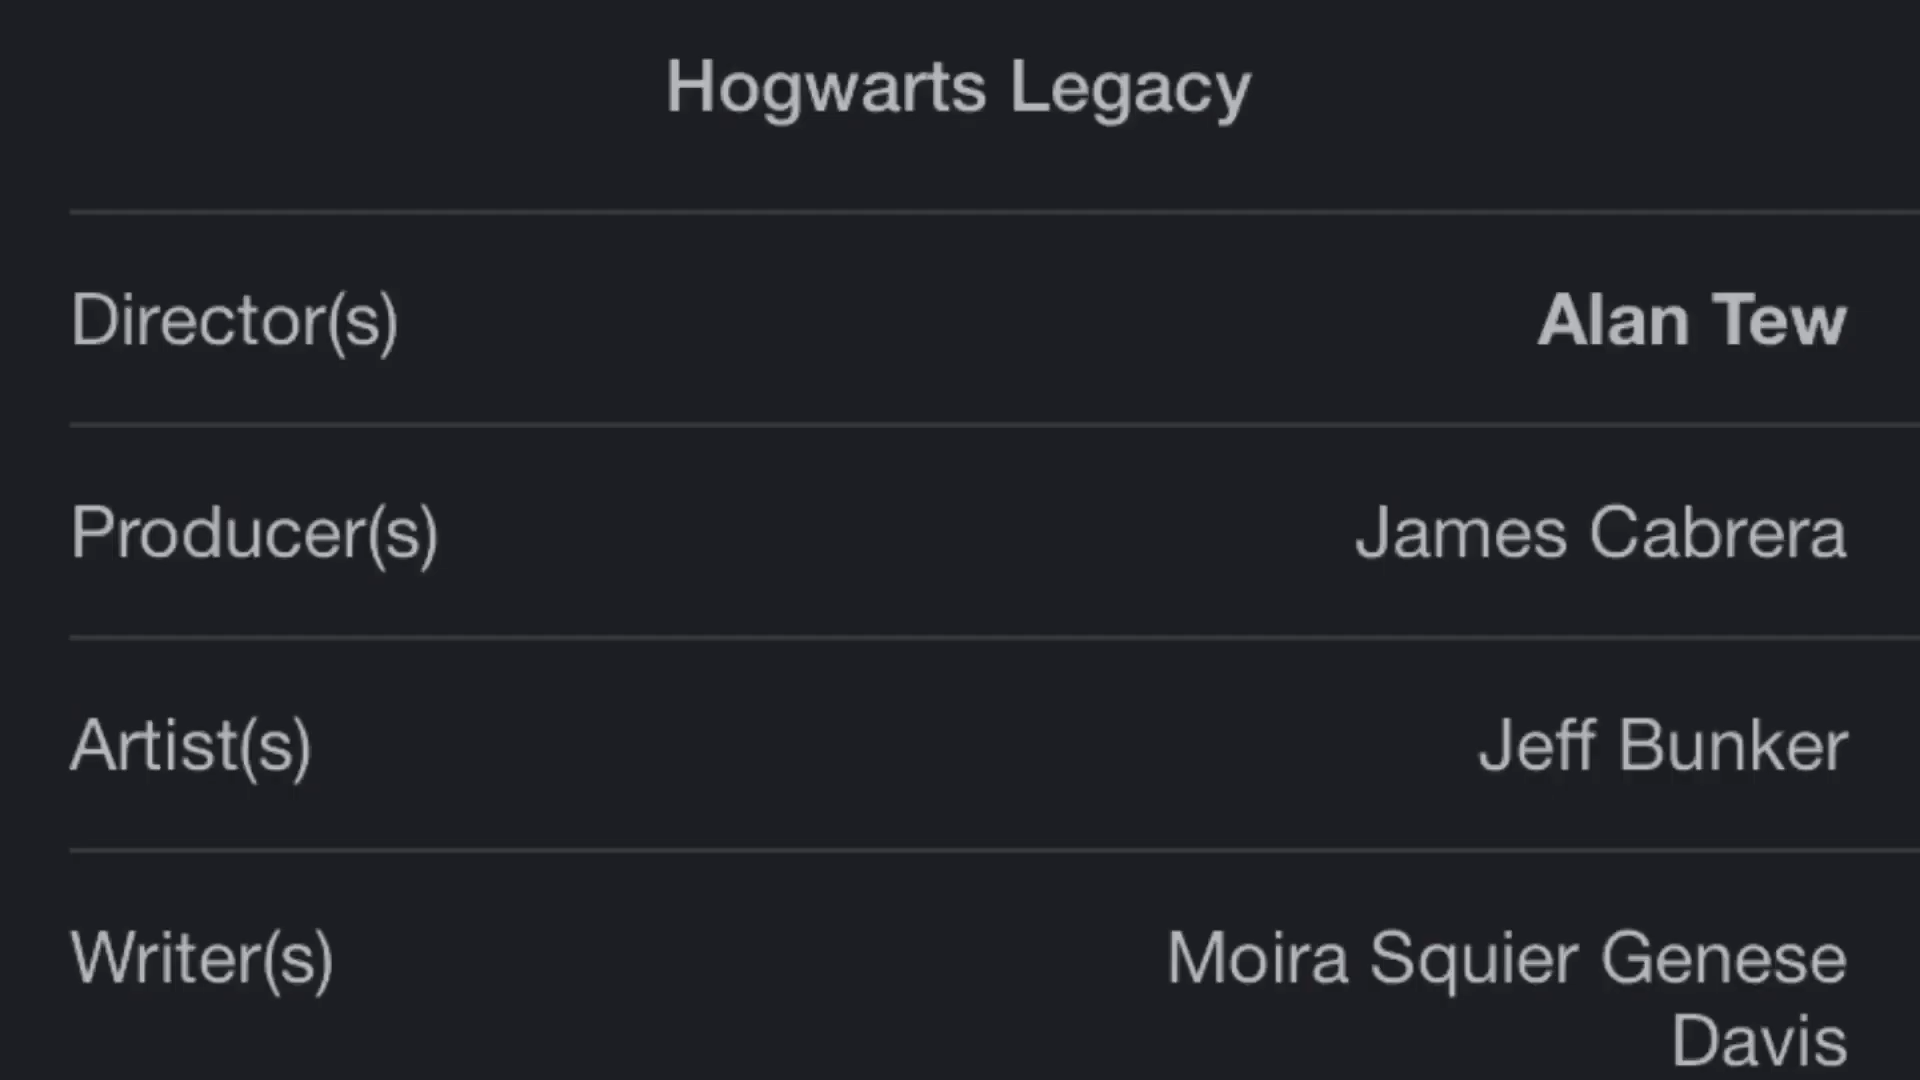 Hogwarts Legacy
Director(s) Alan Tew
Producer(s) James Cabrera
Artist(s) Jeff Bunker
Writer(s) Moira Squier Genese
Davis